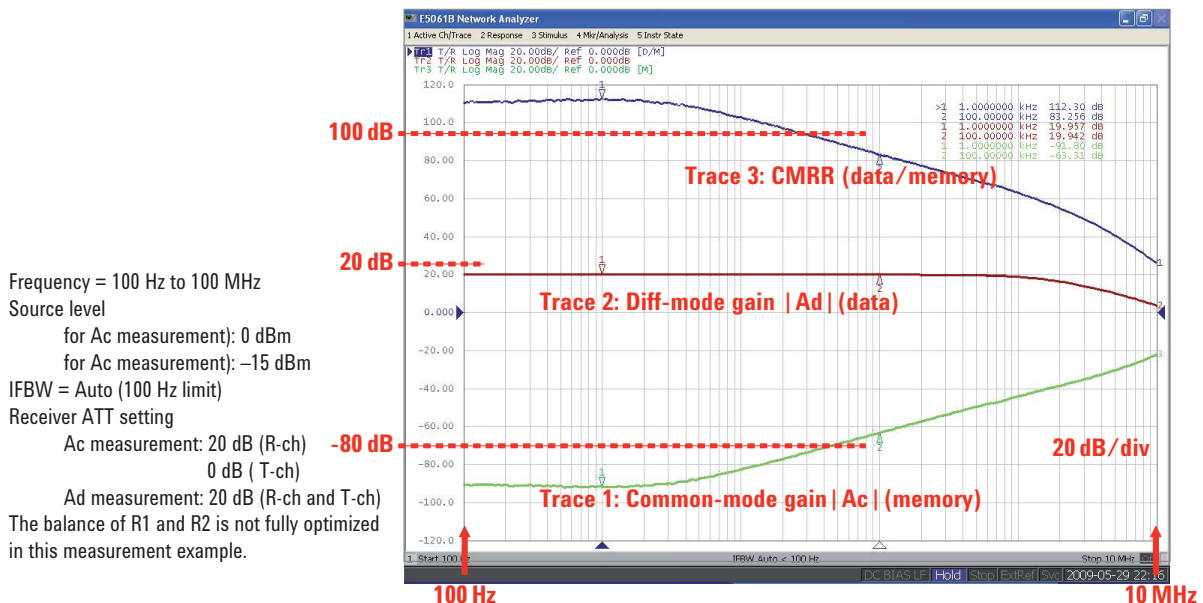 E5061B Network Analyzer
1 Active Ch/Trace 2 Response 3 Stimulus 4 Mkr/Analysis 5 Instr State
Tr1 T/R Log Mag 20.00dB/ Ref 0.000dB [D/M]
Tr2 T/R Log Mag 20.00dB/ Ref 0.000dB
Tr3 T/R Log Mag 20.00dB/ Ref 0.000dB [M]
120.0
100.0
80.00
60.00
40.00
20.00
0.000
-20.00
-40.00
-60.00
-80.00
-100.0
-120.0
>1 1.0000000 kHz 112.30 dB
2 100.00000 kHz 83.256 dB
1 1.0000000 kHz 19.957 dB
2 100.00000 kHz 19.942 dB
1 1.0000000 kHz -91.80 dB
2 100.00000 kHz -63.31 dB
1
2
1
2
1
2
1
2
3
100 dB
20 dB
-80 dB
Trace 3: CMRR (data/memory)
Trace 2: Diff-mode gain |Ad|(data)
Trace 1: Common-mode gain|Ac|(memory)
20 dB/div
1 Start 100 Hz
IFBW Auto < 100 Hz
Stop 10 MHz
DC BIAS LF Hold Stop ExtRef Svc 2009-05-29 22:16
100 Hz
10 MHz
Frequency = 100 Hz to 100 MHz
Source level
for Ac measurement): 0 dBm
for Ac measurement): –15 dBm
IFBW = Auto (100 Hz limit)
Receiver ATT setting
Ac measurement: 20 dB (R-ch)
0 dB ( T-ch)
Ad measurement: 20 dB (R-ch and T-ch)
The balance of R1 and R2 is not fully optimized
in this measurement example.